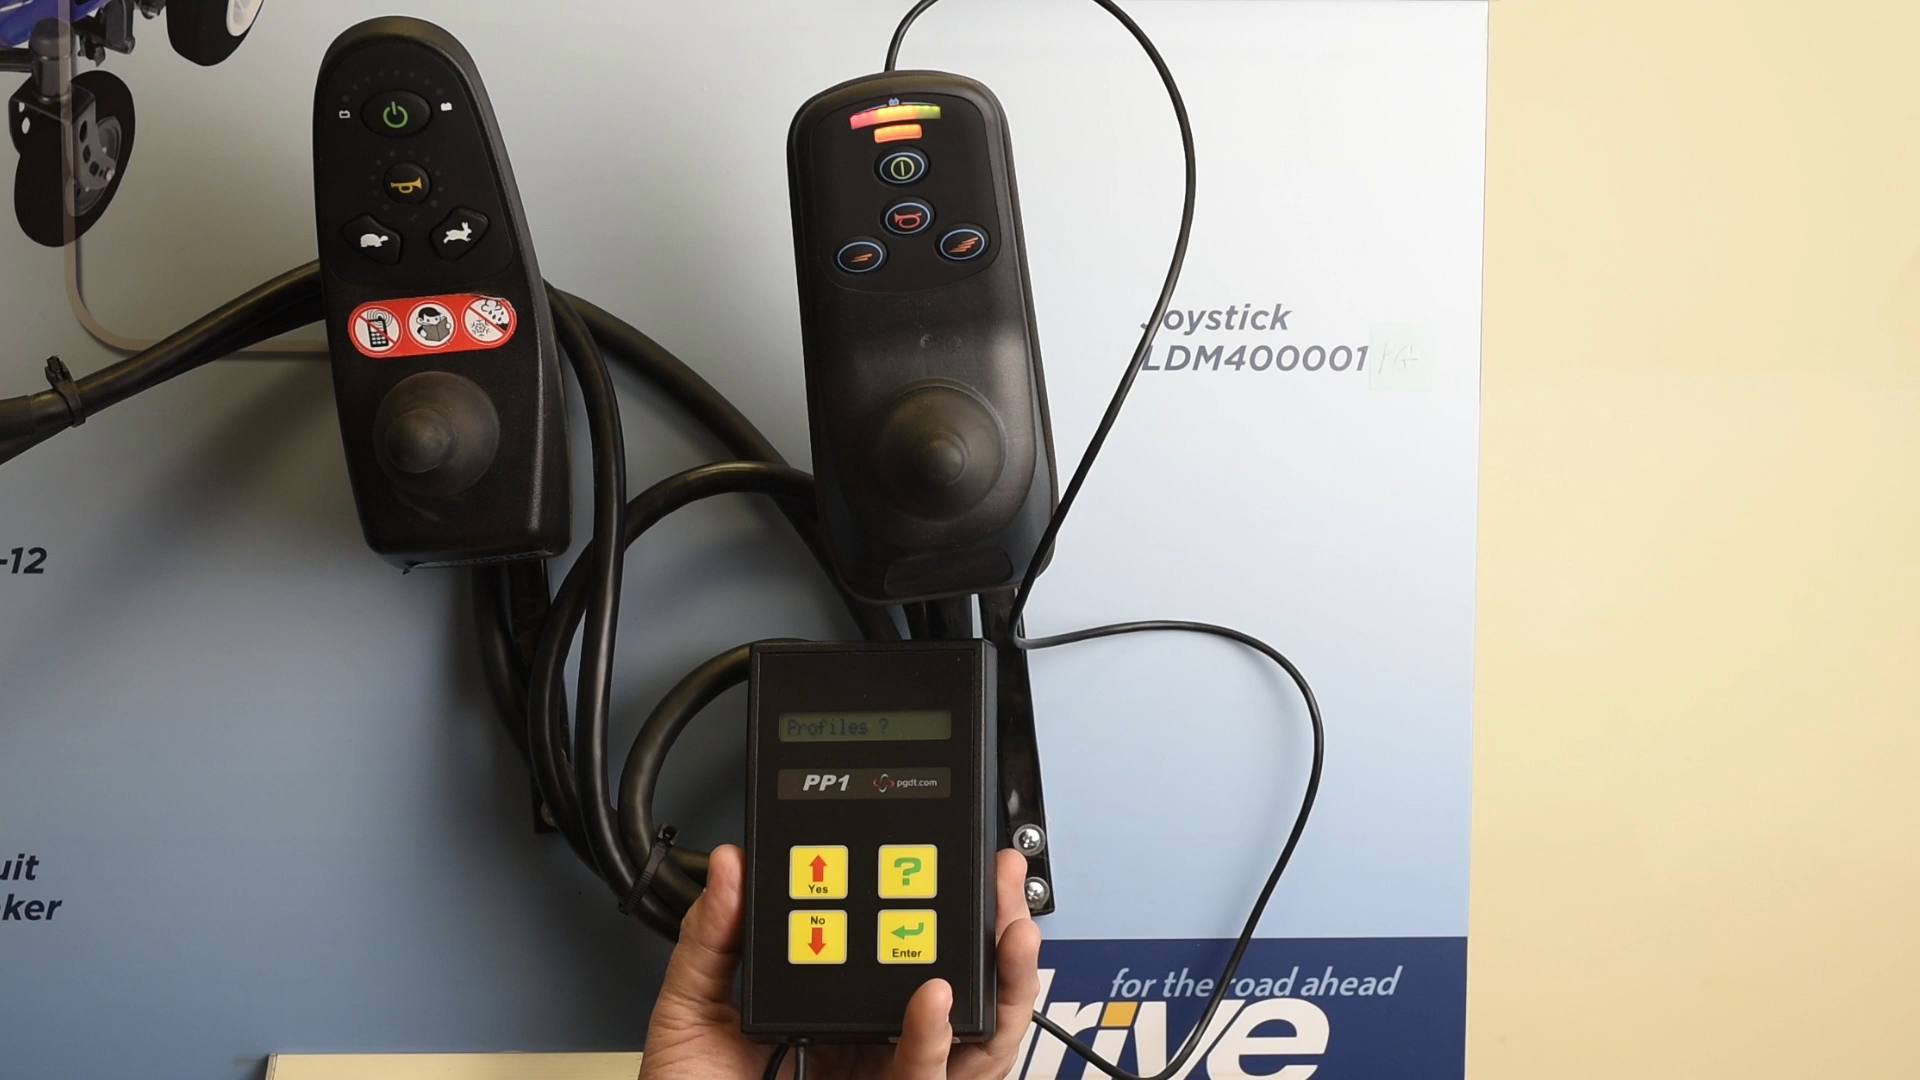 Joystick
LDM400001
-12
Profiles ?
PP1 pgdt.com
Yes
?
No
Enter
uit
ker
for the road ahead
drive